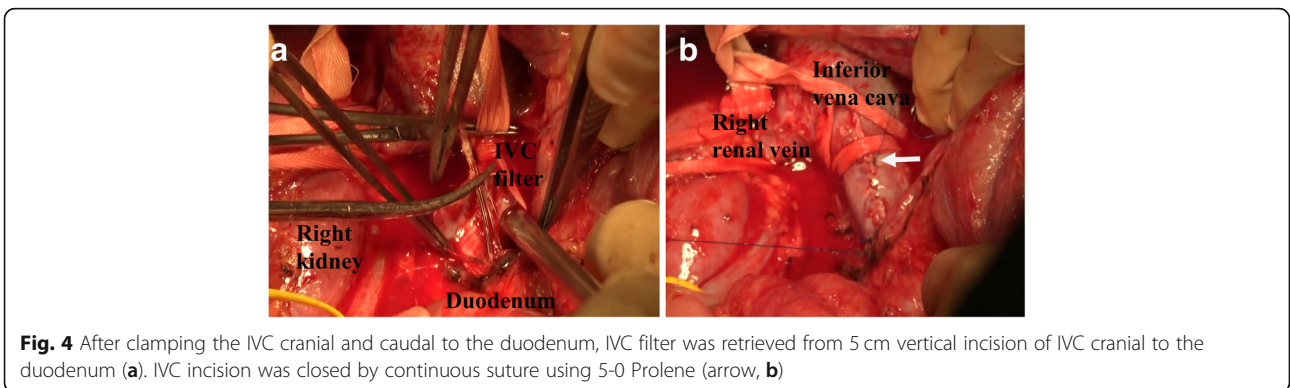 a
IVC
filter
Right
kidney
Duodenum
b
Inferior
vena cava
Right
renal vein
Fig. 4 After clamping the IVC cranial and caudal to the duodenum, IVC filter was retrieved from 5 cm vertical incision of IVC cranial to the
duodenum (a). IVC incision was closed by continuous suture using 5-0 Prolene (arrow, b)